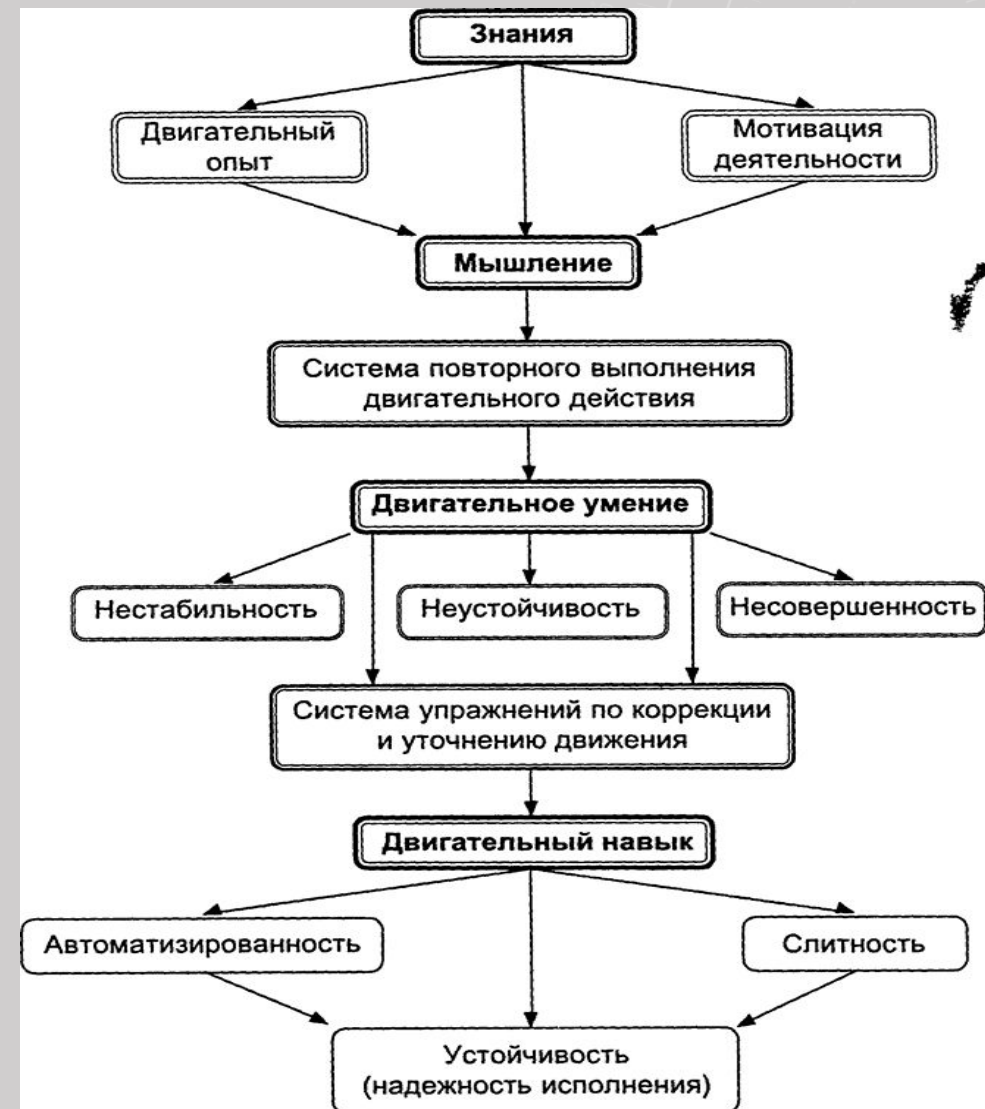 Знания
Двигательный
опыт
Мотивация
деятельности
Мышление
Система повторного выполнения
двигательного действия
Двигательное умение
Нестабильность
Неустойчивость
Несовершенность
Система упражнений по коррекции
и уточнению движения
Двигательный навык
Автоматизированность
Слитность
Устойчивость
(надежность исполнения)